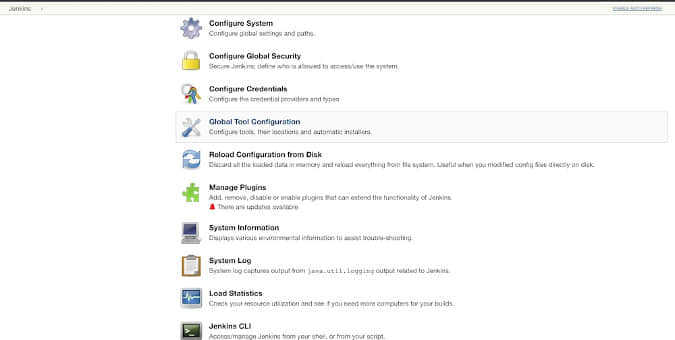 Jenkins
ENABLE AUTO REFRESH
Configure System
Configure global settings and paths.
Configure Global Security
Secure Jenkins; define who is allowed to access/use the system.
Configure Credentials
Configure the credential providers and types
Global Tool Configuration
Configure tools, their locations and automatic installers.
Reload Configuration from Disk
Discard all the loaded data in memory and reload everything from file system. Useful when you modified config files directly on disk.
Manage Plugins
Add, remove, disable or enable plugins that can extend the functionality of Jenkins.
There are updates available
System Information
Displays various environmental information to assist trouble-shooting.
System Log
System log captures output from java.util.logging output related to Jenkins.
Load Statistics
Check your resource utilization and see if you need more computers for your builds.
Jenkins CLI
Access/manage Jenkins from your shell, or from your script.